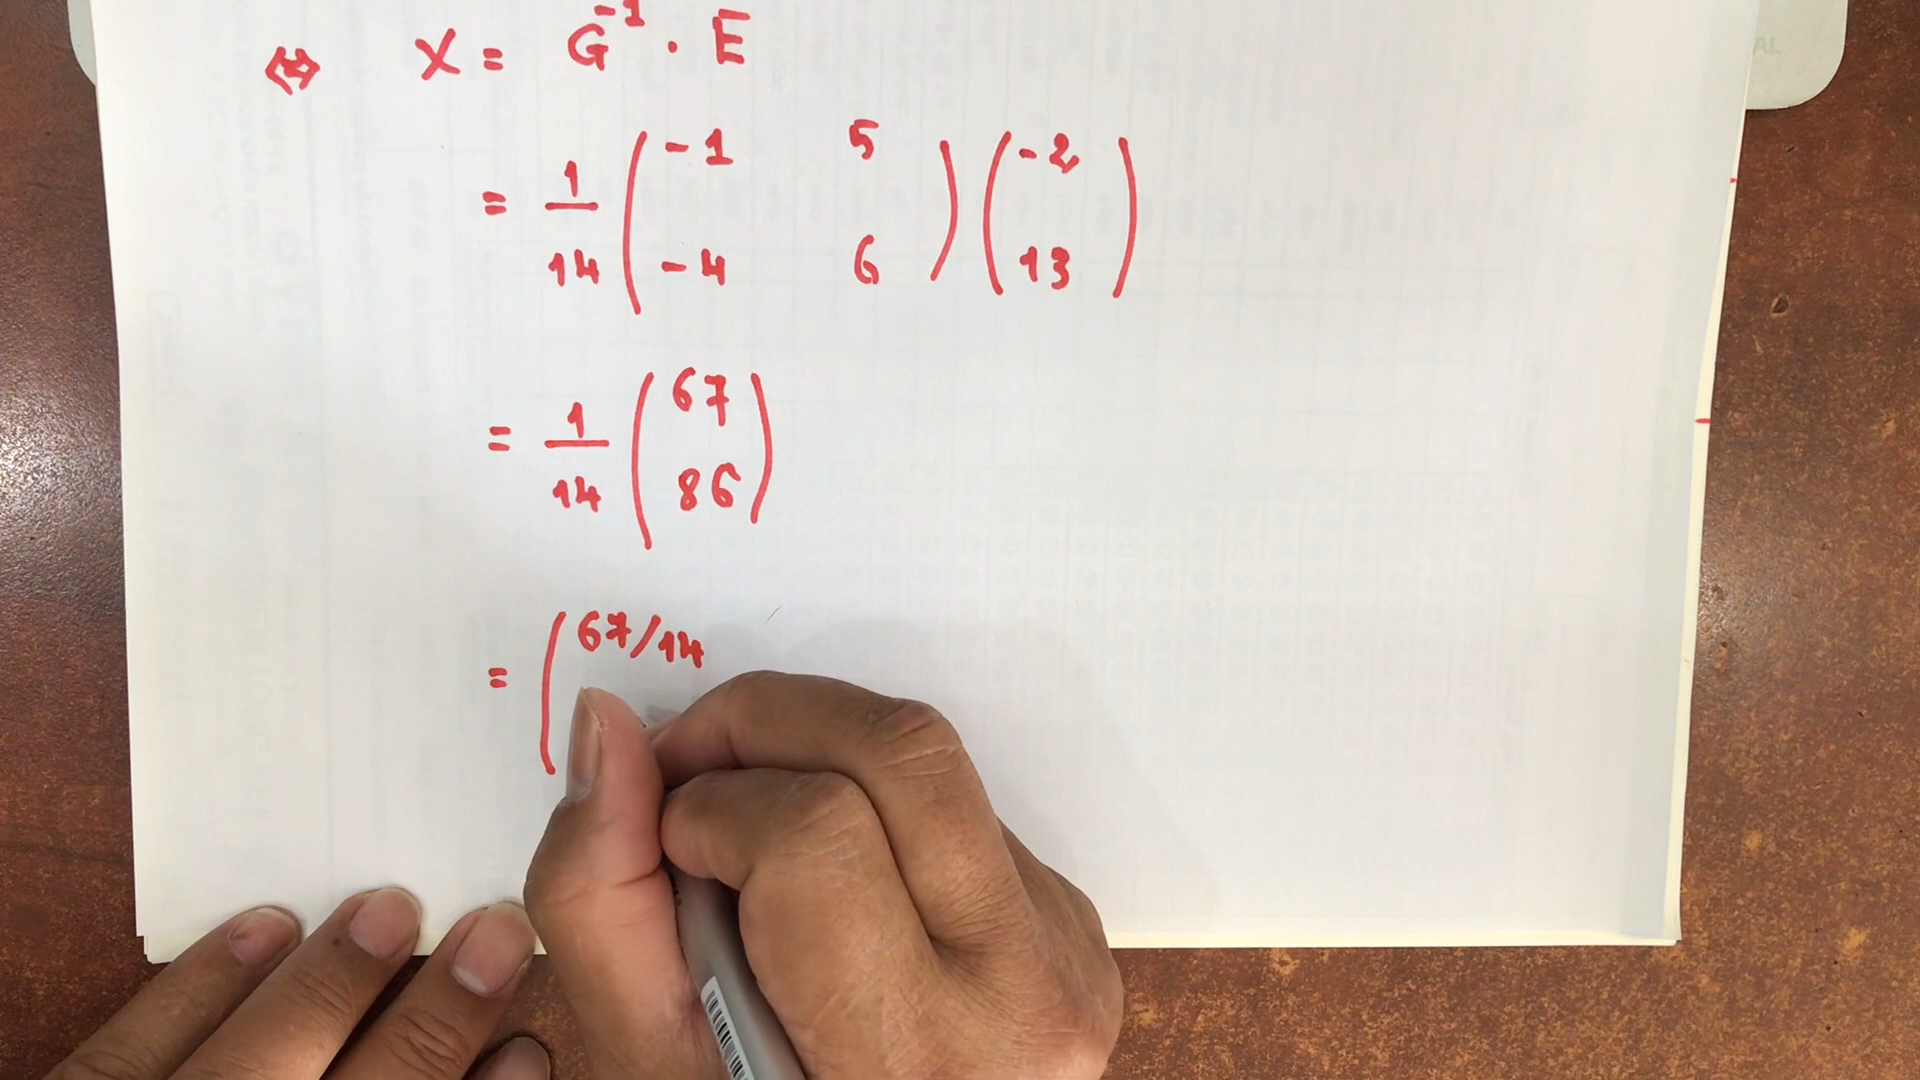 ⇔ X = G⁻¹ · E
= 1/14 ( -1 5 ) ( -2 )
( -4 6 ) ( 13 )
= 1/14 ( 67 )
( 86 )
= ( 67/14